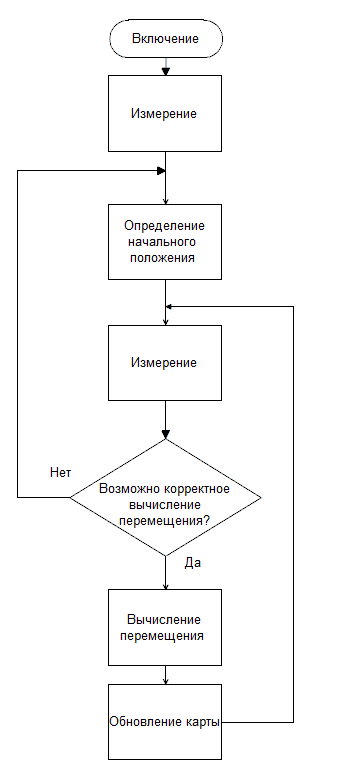 Включение
Измерение
Определение
начального
положения
Измерение
Нет
Возможно корректное
вычисление
перемещения?
Да
Вычисление
перемещения
Обновление карты